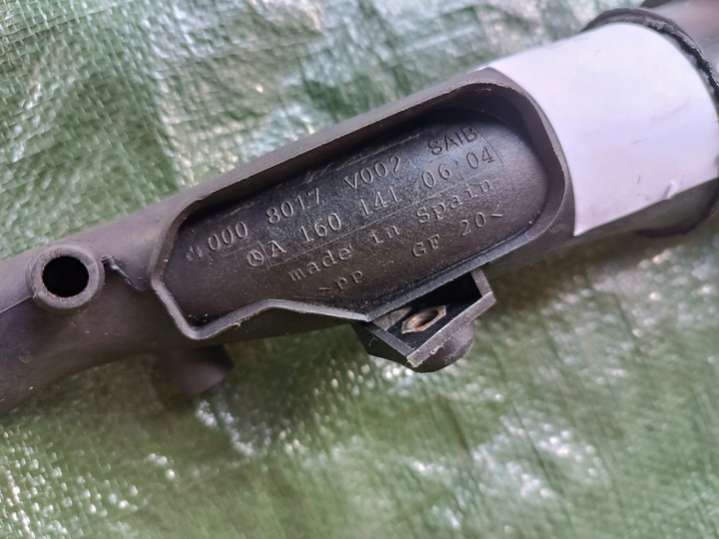 000 8017 V002 SAIB
A 160 141 06 04
made in Spain
>PP GF 20<